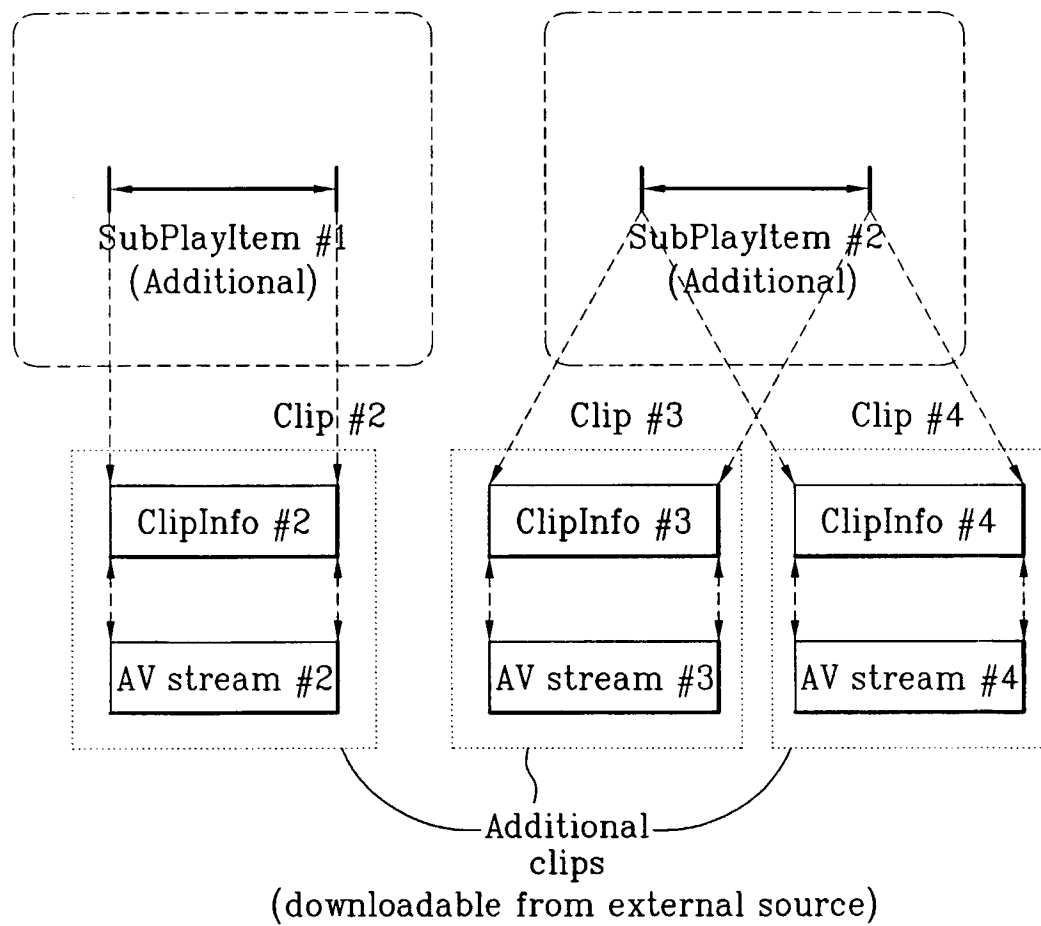 SubPlayItem #1
(Additional)
SubPlayItem #2
(Additional)
Clip #2
Clip #3
Clip #4
ClipInfo #2
ClipInfo #3
ClipInfo #4
AV stream #2
AV stream #3
AV stream #4
Additional
clips
(downloadable from external source)